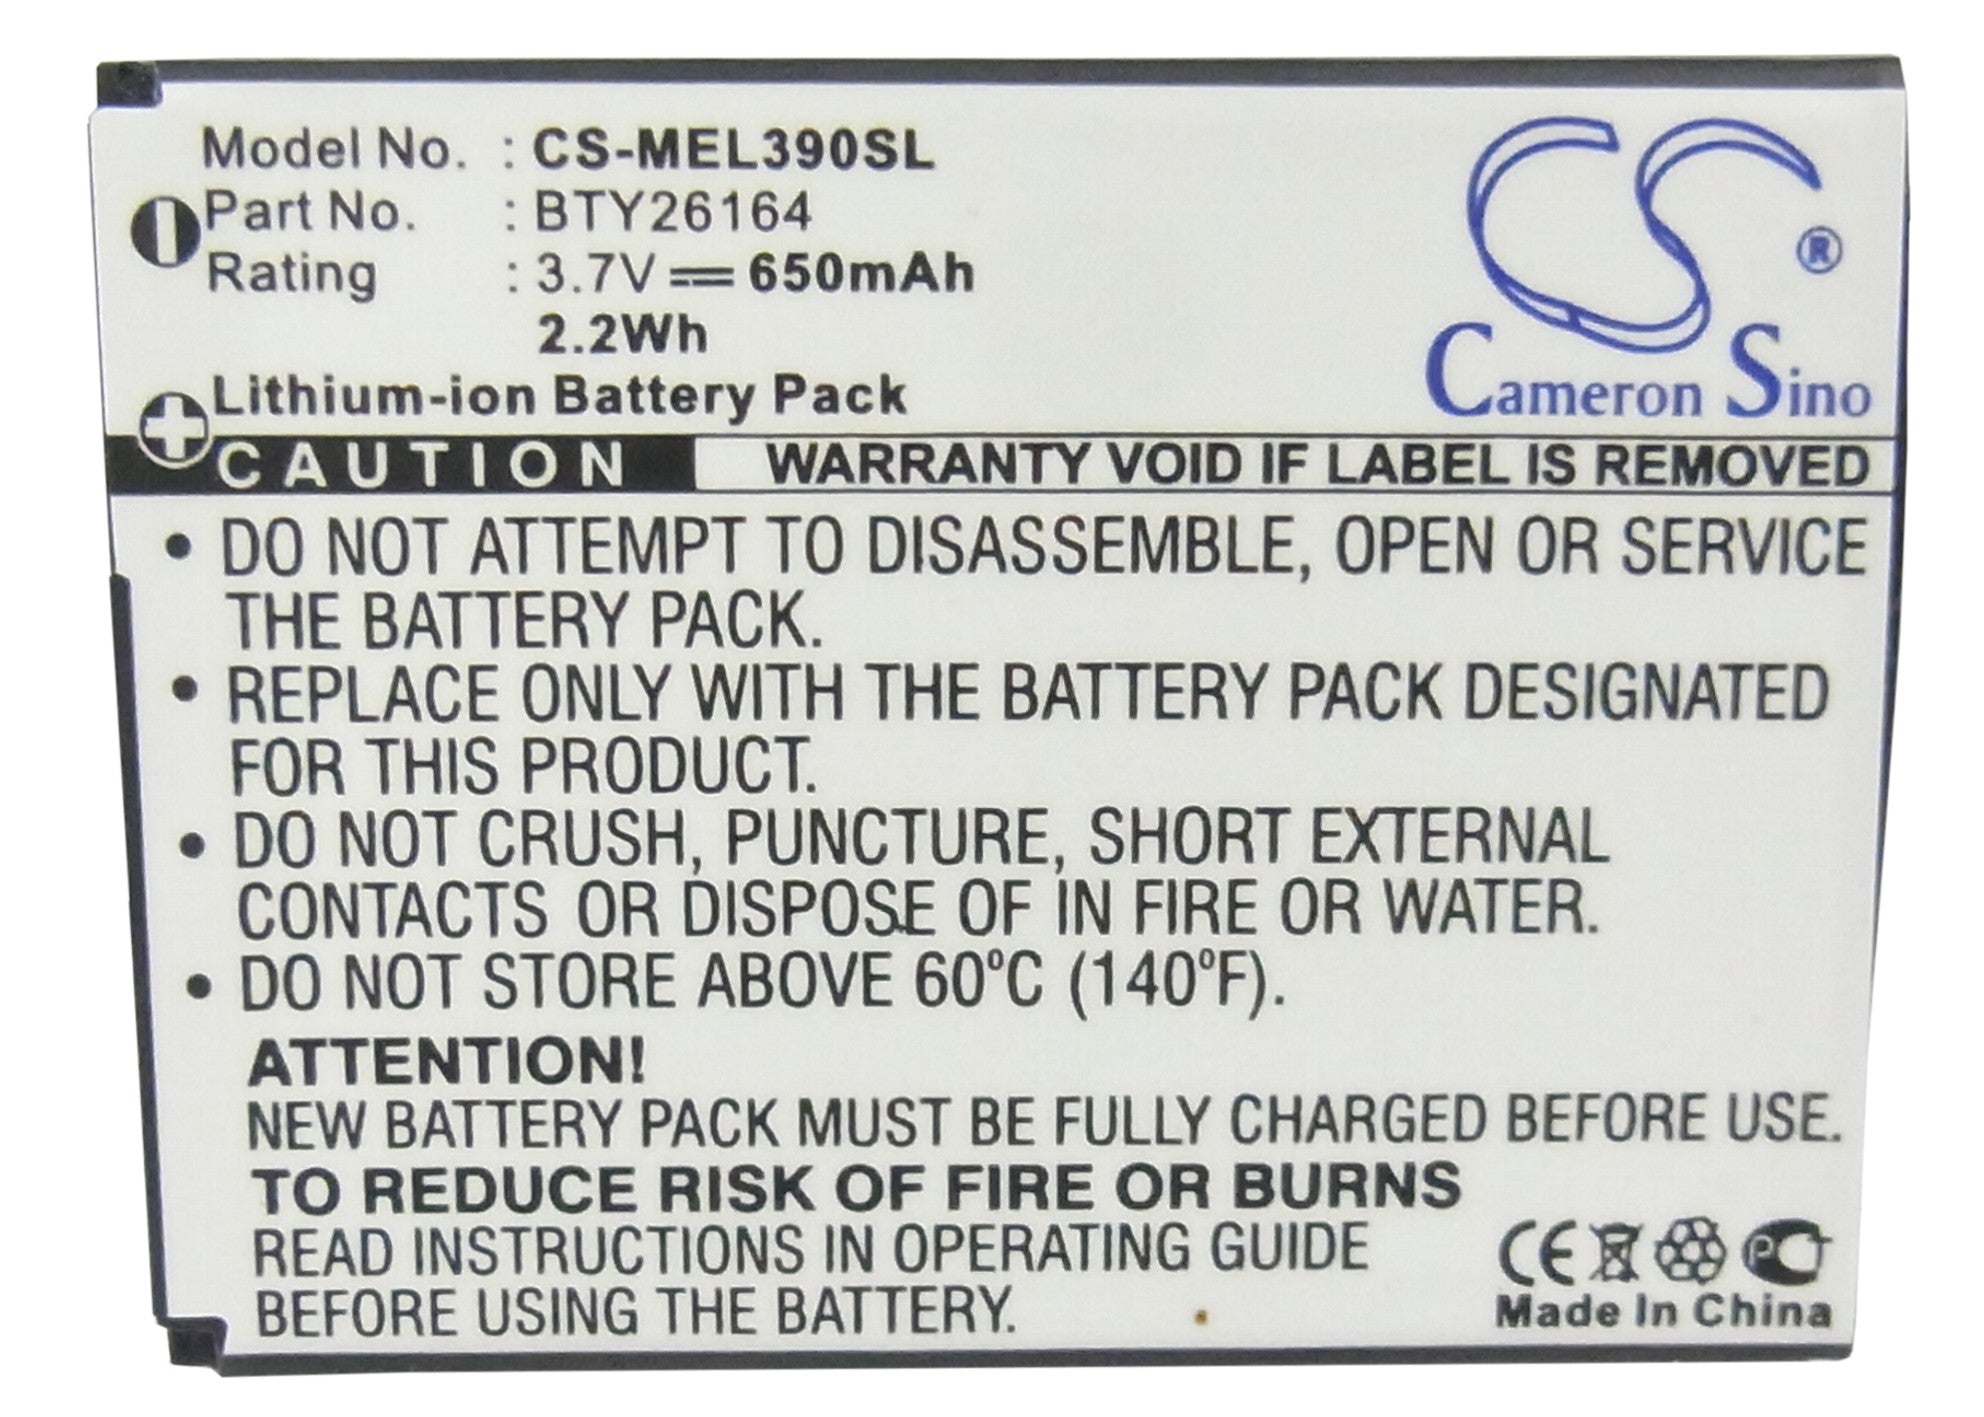 Model No. : CS-MEL390SL
Part No. : BTY26164
Rating : 3.7V 650mAh
2.2Wh
Lithium-ion Battery Pack
CS ®
Cameron Sino
CAUTION WARRANTY VOID IF LABEL IS REMOVED
• DO NOT ATTEMPT TO DISASSEMBLE, OPEN OR SERVICE
THE BATTERY PACK.
• REPLACE ONLY WITH THE BATTERY PACK DESIGNATED
FOR THIS PRODUCT.
• DO NOT CRUSH, PUNCTURE, SHORT EXTERNAL
CONTACTS OR DISPOSE OF IN FIRE OR WATER.
• DO NOT STORE ABOVE 60°C (140°F).
ATTENTION!
NEW BATTERY PACK MUST BE FULLY CHARGED BEFORE USE.
TO REDUCE RISK OF FIRE OR BURNS
READ INSTRUCTIONS IN OPERATING GUIDE
BEFORE USING THE BATTERY.
CE PCT
Made In China